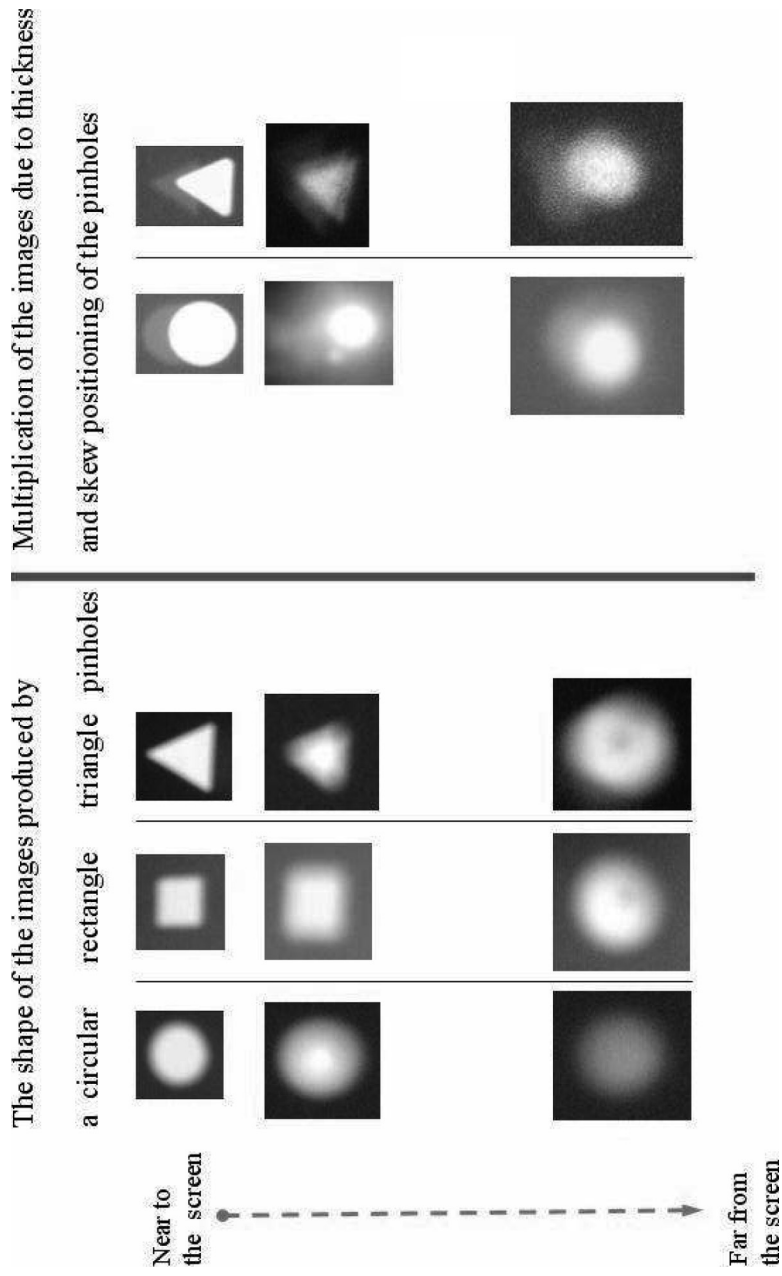 The shape of the images produced by
a circular rectangle triangle pinholes
Near to
the screen
Far from
the screen
Multiplication of the images due to thickness
and skew positioning of the pinholes